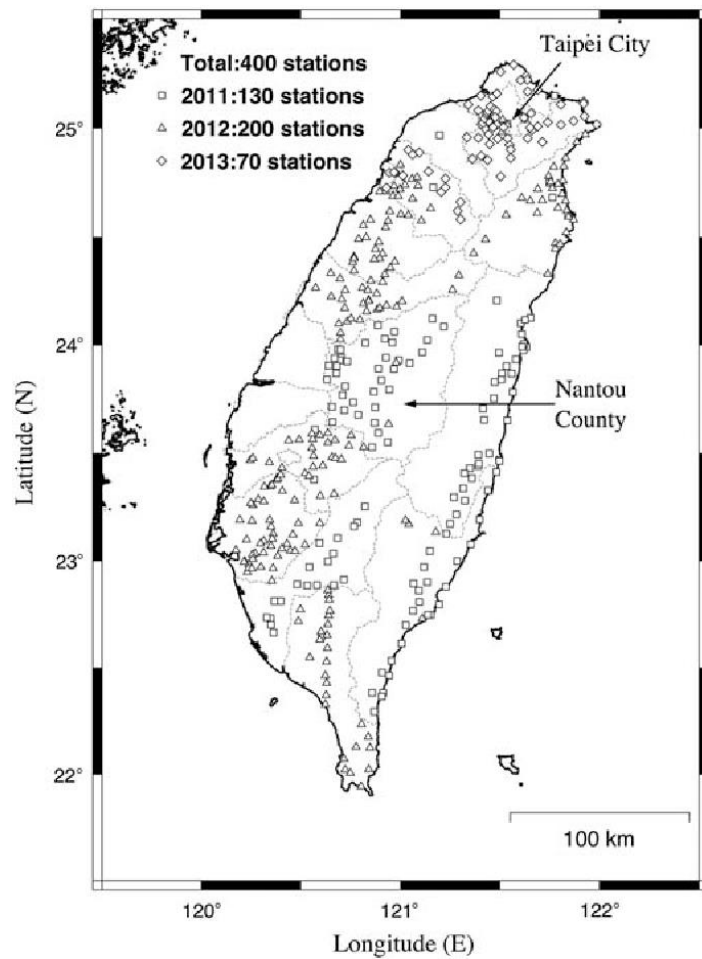 Taipei City
Total:400 stations
2011:130 stations
2012:200 stations
2013:70 stations
25°
24°
23°
22°
Nantou
County
Latitude (N)
100 km
120°
121°
122°
Longitude (E)